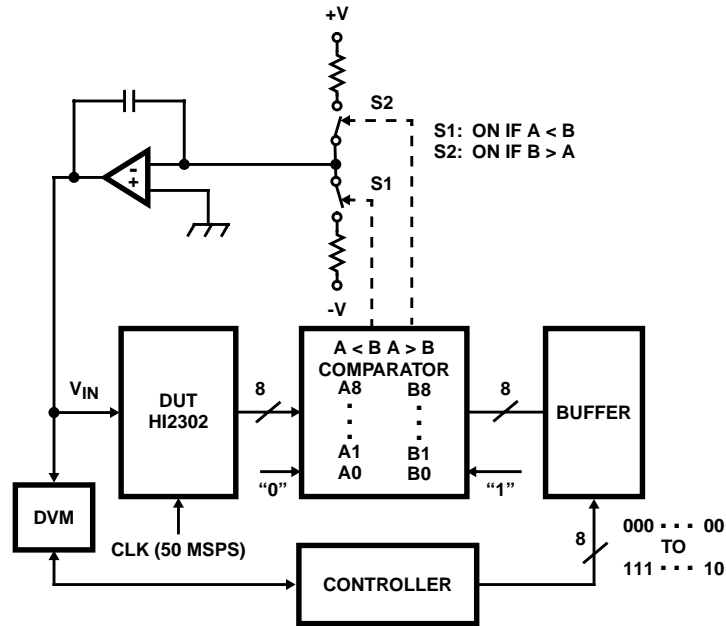 +V
S2
S1: ON IF A < B
S2: ON IF B > A
-
+
S1
-V
A < B A > B
COMPARATOR
A8
B8
A1
B1
A0
B0
VIN
DUT
HI2302
8
8
BUFFER
"0"
"1"
DVM
CLK (50 MSPS)
CONTROLLER
8
000 · · · 00
TO
111 · · · 10